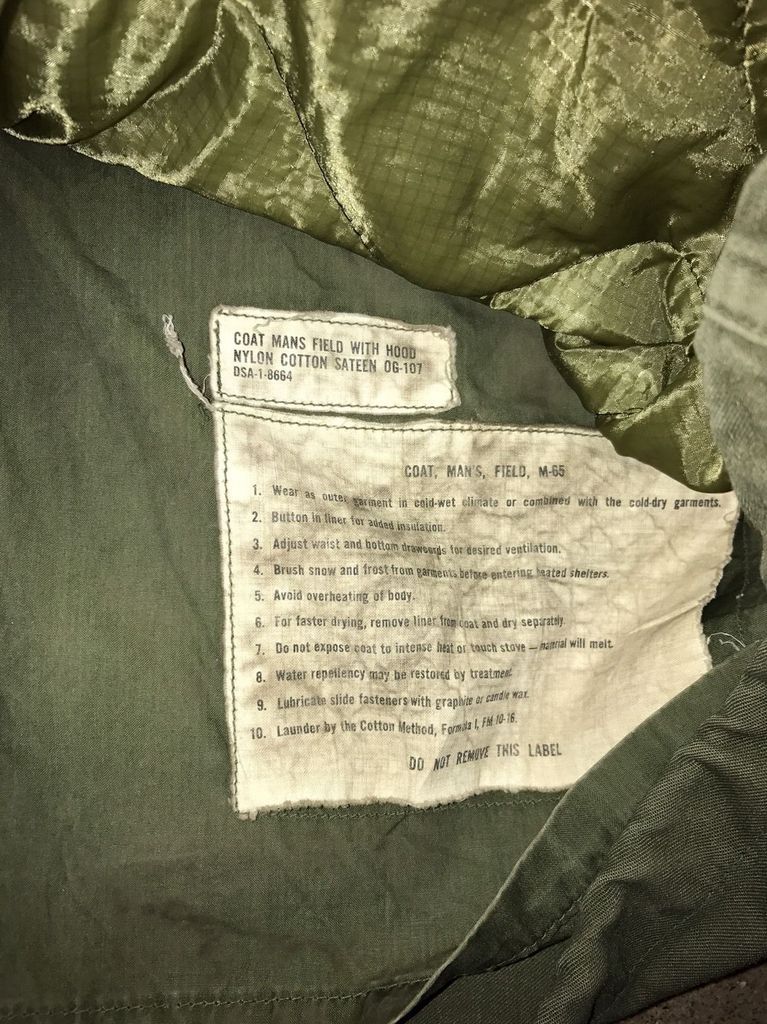 COAT MANS FIELD WITH HOOD
NYLON COTTON SATEEN OG-107
DSA-1-8664
COAT, MAN'S, FIELD, M-65
1. Wear as outer garment in cold-wet climate or combined with the cold-dry garments.
2. Button in liner for added insulation.
3. Adjust waist and bottom drawcords for desired ventilation.
4. Brush snow and frost from garments before entering heated shelters.
5. Avoid overheating of body.
6. For faster drying, remove liner from coat and dry separately.
7. Do not expose coat to intense heat or touch stove — material will melt.
8. Water repellency may be restored by treatment.
9. Lubricate slide fasteners with graphite or candle wax.
10. Launder by the Cotton Method, Formula I, FM 10-16.
DO NOT REMOVE THIS LABEL